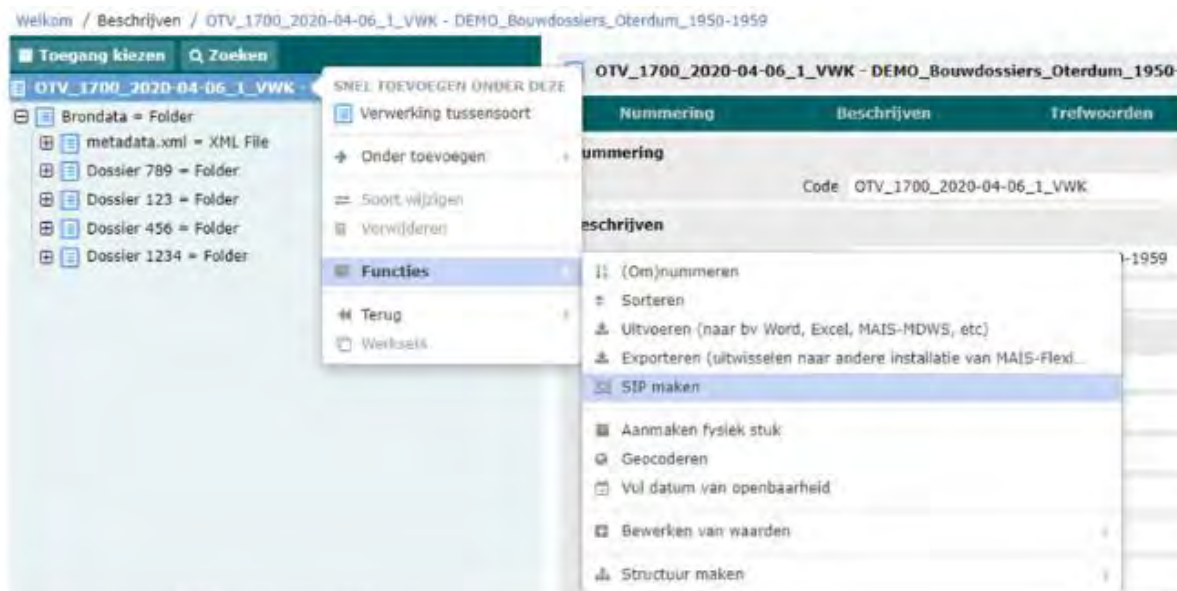 Welkom / Beschrijven / OTV_1700_2020-04-06_1_VWK - DEMO_Bouwdossiers_Oterdum_1950-1959
Toegang kiezen Zoeken
OTV_1700_2020-04-06_1_VWK -
Brondata = Folder
metadata.xml = XML File
Dossier 789 = Folder
Dossier 123 = Folder
Dossier 456 = Folder
Dossier 1234 = Folder
SNEL TOEVOEGEN ONDER DEZE
Verwerking tussensoort
Onder toevoegen
Soort wijzigen
Verwijderen
Functies
Terug
Werksets
OTV_1700_2020-04-06_1_VWK - DEMO_Bouwdossiers_Oterdum_1950-
Nummering Beschrijven Trefwoorden
ummering
Code OTV_1700_2020-04-06_1_VWK
eschrijven
-1959
(Om)nummeren
Sorteren
Uitvoeren (naar bv Word, Excel, MAIS-MDWS, etc)
Exporteren (uitwisselen naar andere installatie van MAIS-Flexi...
SIP maken
Aanmaken fysiek stuk
Geocoderen
Vul datum van openbaarheid
Bewerken van waarden
Structuur maken